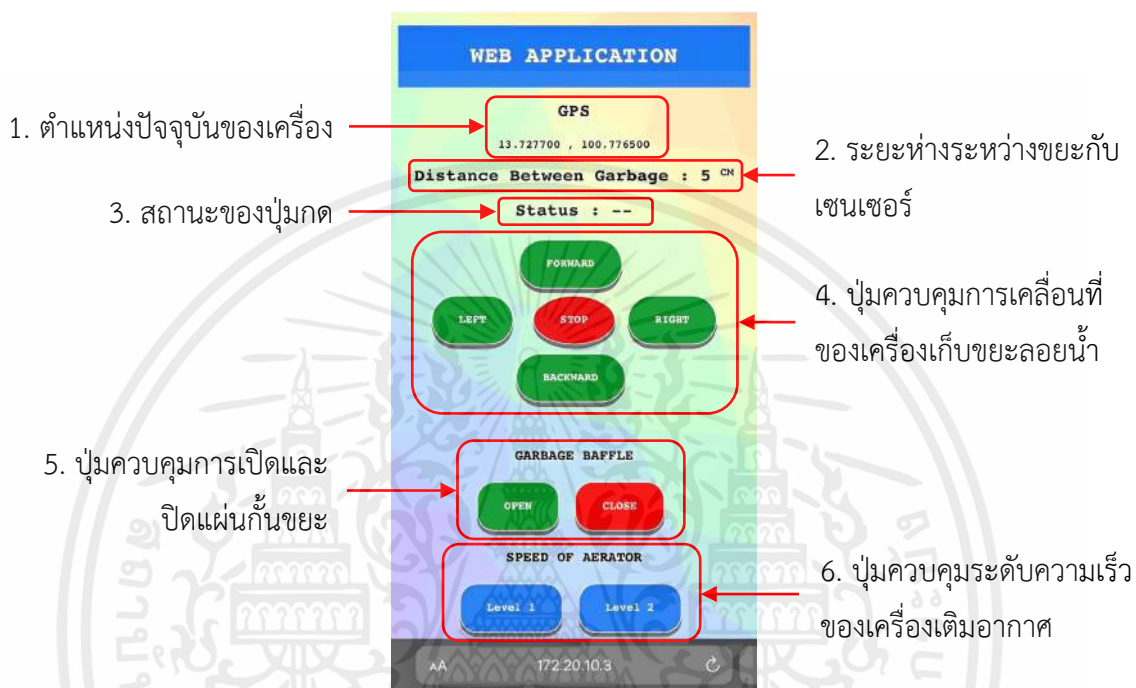 WEB APPLICATION
1. ตำแหน่งปัจจุบันของเครื่อง
GPS
13.727700 , 100.776500
2. ระยะห่างระหว่างขยะกับ
เซนเซอร์
Distance Between Garbage : 5 CM
3. สถานะของปุ่มกด
Status : --
4. ปุ่มควบคุมการเคลื่อนที่
ของเครื่องเก็บขยะลอยน้ำ
FORWARD
LEFT STOP RIGHT
BACKWARD
5. ปุ่มควบคุมการเปิดและ
ปิดแผ่นกั้นขยะ
GARBAGE BAFFLE
OPEN CLOSE
6. ปุ่มควบคุมระดับความเร็ว
ของเครื่องเติมอากาศ
SPEED OF AERATOR
Level 1 Level 2
AA 172.20.10.3